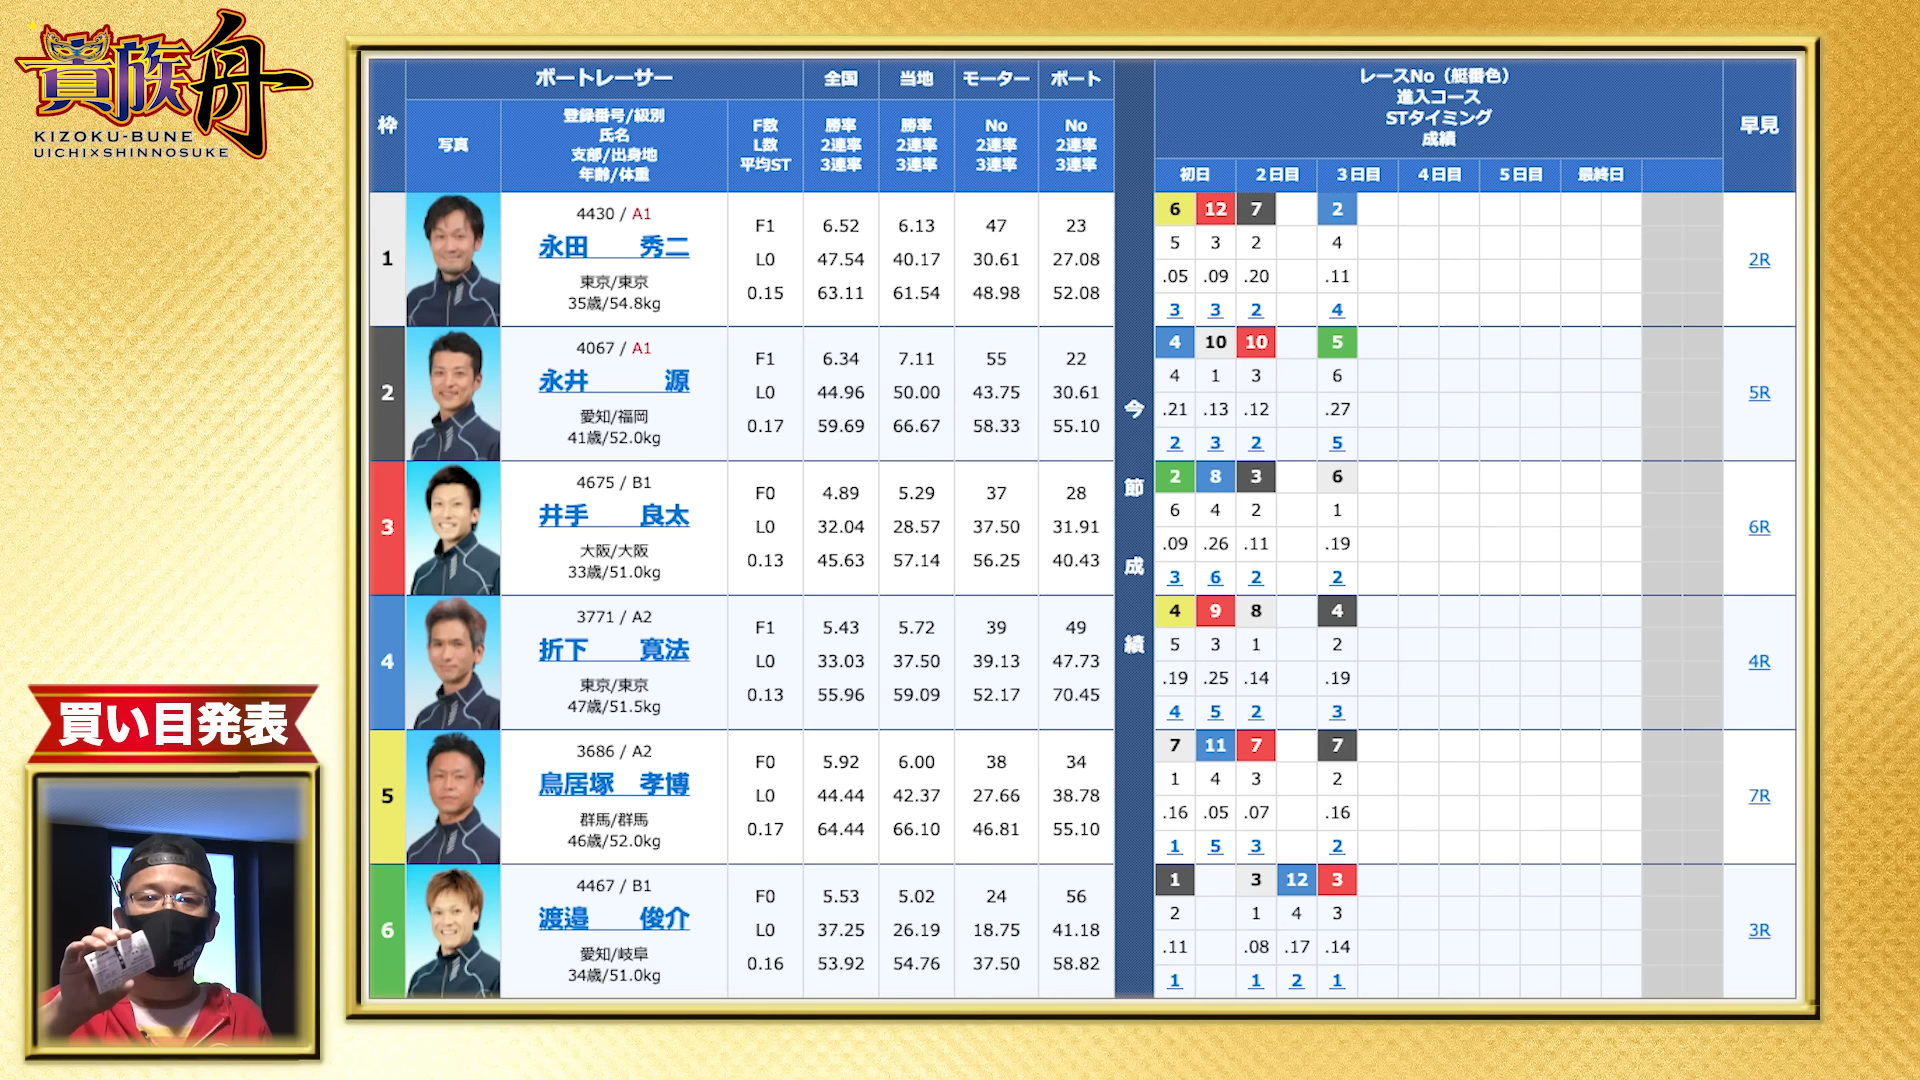 貴族舟
KIZOKU-BUNE
UICHI×SHINNOSUKE
買い目発表
枠 ボートレーサー 全国 当地 モーター ボート レースNo（艇番色） 早見
進入コース
STタイミング
成績
写真 登録番号/級別 F数 勝率 勝率 No No
氏名 L数 2連率 2連率 2連率 2連率
支部/出身地 平均ST 3連率 3連率 3連率 3連率
年齢/体重
初日 2日目 3日目 4日目 5日目 最終日
今節成績
1 4430 / A1 F1 6.52 6.13 47 23 6 12 7 2 2R
永田 秀二 L0 47.54 40.17 30.61 27.08 5 3 2 4
東京/東京 0.15 63.11 61.54 48.98 52.08 .05 .09 .20 .11
35歳/54.8kg 3 3 2 4
2 4067 / A1 F1 6.34 7.11 55 22 4 10 10 5 5R
永井 源 L0 44.96 50.00 43.75 30.61 4 1 3 6
愛知/福岡 0.17 59.69 66.67 58.33 55.10 .21 .13 .12 .27
41歳/52.0kg 2 3 2 5
3 4675 / B1 F0 4.89 5.29 37 28 2 8 3 6 6R
井手 良太 L0 32.04 28.57 37.50 31.91 6 4 2 1
大阪/大阪 0.13 45.63 57.14 56.25 40.43 .09 .26 .11 .19
33歳/51.0kg 3 6 2 2
4 3771 / A2 F1 5.43 5.72 39 49 4 9 8 4 4R
折下 寛法 L0 33.03 37.50 39.13 47.73 5 3 1 2
東京/東京 0.13 55.96 59.09 52.17 70.45 .19 .25 .14 .19
47歳/51.5kg 4 5 2 3
5 3686 / A2 F0 5.92 6.00 38 34 7 11 7 7 7R
鳥居塚 孝博 L0 44.44 42.37 27.66 38.78 1 4 3 2
群馬/群馬 0.17 64.44 66.10 46.81 55.10 .16 .05 .07 .16
46歳/52.0kg 1 5 3 2
6 4467 / B1 F0 5.53 5.02 24 56 1 3 12 3 3R
渡邉 俊介 L0 37.25 26.19 18.75 41.18 2 1 4 3
愛知/岐阜 0.16 53.92 54.76 37.50 58.82 .11 .08 .17 .14
34歳/51.0kg 1 1 2 1